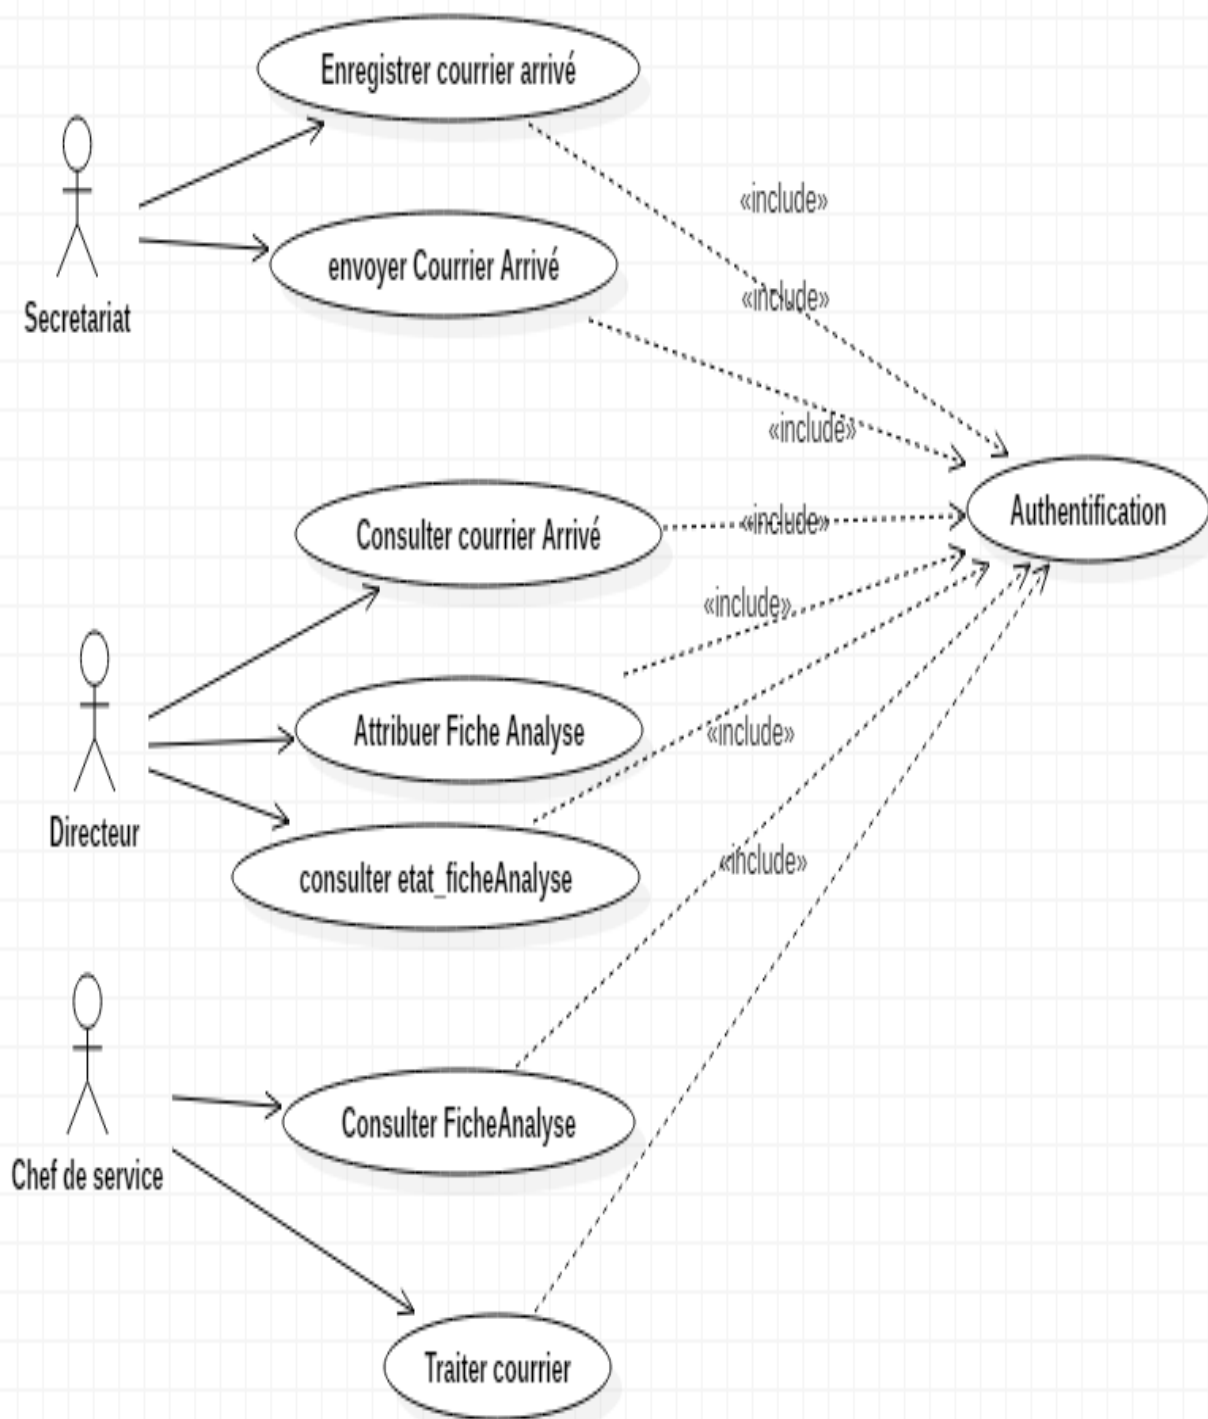 Enregistrer courrier arrivé
«include»
envoyer Courrier Arrivé
«include»
Secretariat
«include»
Authentification
«include»
Consulter courrier Arrivé
«include»
Attribuer Fiche Analyse
«include»
Directeur
«include»
consulter etat_ficheAnalyse
Consulter FicheAnalyse
Chef de service
Traiter courrier